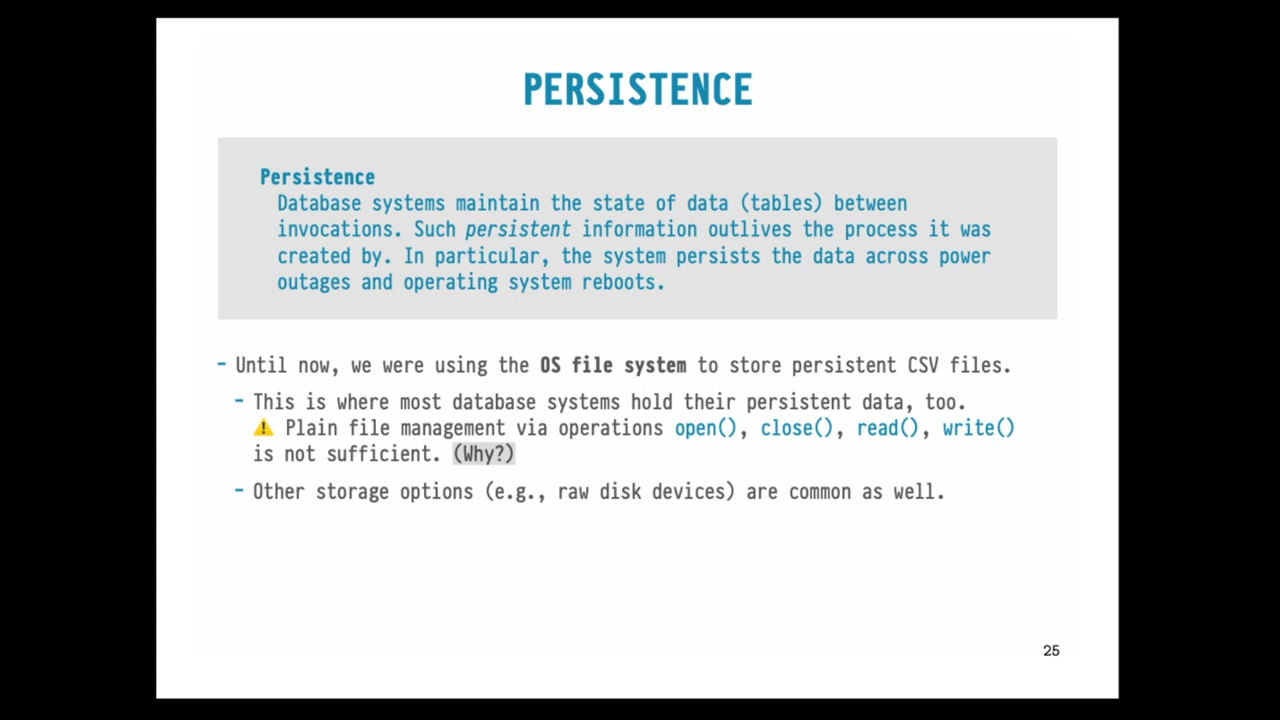 PERSISTENCE
Persistence
Database systems maintain the state of data (tables) between
invocations. Such persistent information outlives the process it was
created by. In particular, the system persists the data across power
outages and operating system reboots.
- Until now, we were using the OS file system to store persistent CSV files.
- This is where most database systems hold their persistent data, too.
⚠ Plain file management via operations open(), close(), read(), write()
is not sufficient. (Why?)
- Other storage options (e.g., raw disk devices) are common as well.
25